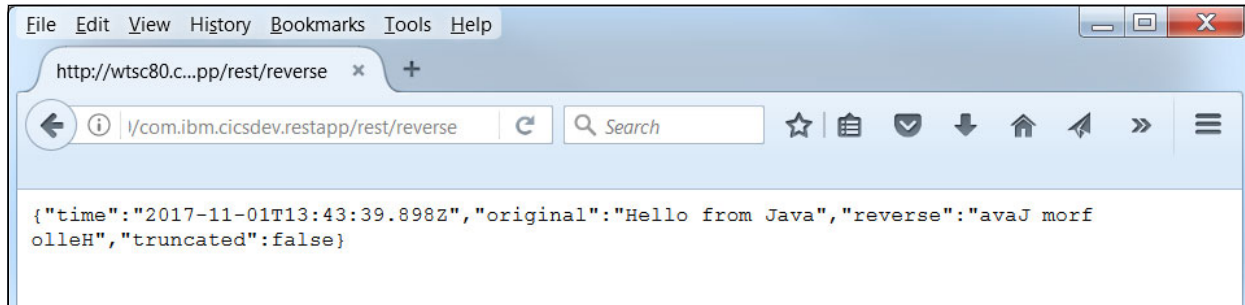 File Edit View History Bookmarks Tools Help
http://wtsc80.c...pp/rest/reverse
/com.ibm.cicsdev.restapp/rest/reverse Search
{"time":"2017-11-01T13:43:39.898Z","original":"Hello from Java","reverse":"avaJ morf
olleH","truncated":false}